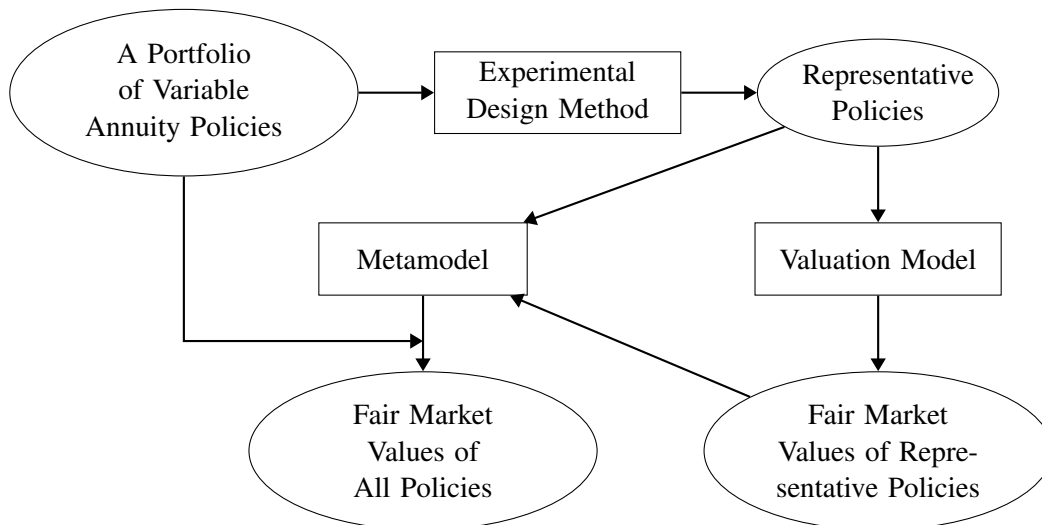 A Portfolio
of Variable
Annuity Policies
Experimental
Design Method
Representative
Policies
Metamodel
Valuation Model
Fair Market
Values of
All Policies
Fair Market
Values of Repre-
sentative Policies